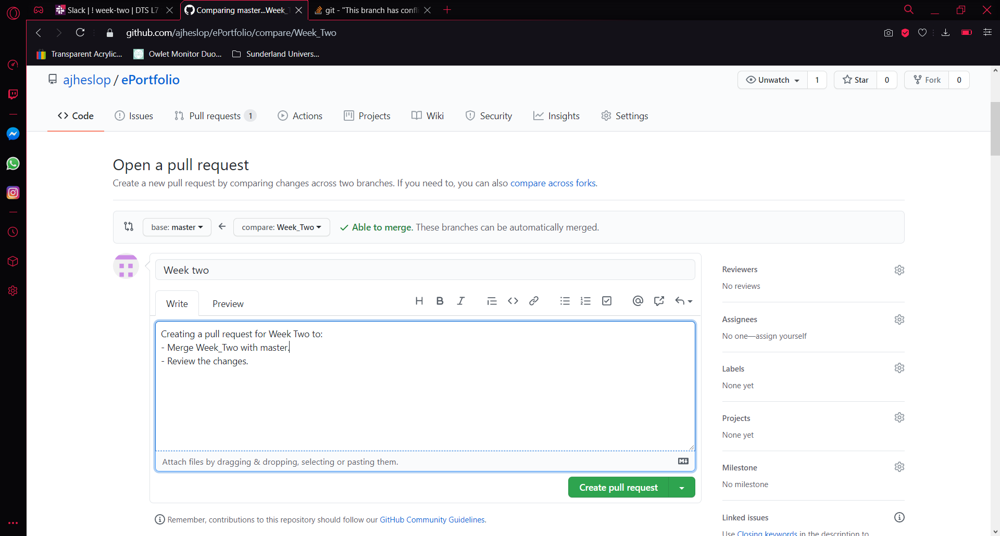 Slack | ! week-two | DTS L7
Comparing master...Week_
git - "This branch has confl
github.com/ajheslop/ePortfolio/compare/Week_Two
Transparent Acrylic...
Owlet Monitor Duo...
Sunderland Univers...
ajheslop / ePortfolio
Unwatch 1
Star 0
Fork 0
Code
Issues
Pull requests 1
Actions
Projects
Wiki
Security
Insights
Settings
Open a pull request
Create a new pull request by comparing changes across two branches. If you need to, you can also compare across forks.
base: master
compare: Week_Two
Able to merge. These branches can be automatically merged.
Week two
Write
Preview
Creating a pull request for Week Two to:
- Merge Week_Two with master.
- Review the changes.
Attach files by dragging & dropping, selecting or pasting them.
Create pull request
Remember, contributions to this repository should follow our GitHub Community Guidelines.
Reviewers
No reviews
Assignees
No one—assign yourself
Labels
None yet
Projects
None yet
Milestone
No milestone
Linked issues
Use Closing keywords in the description to